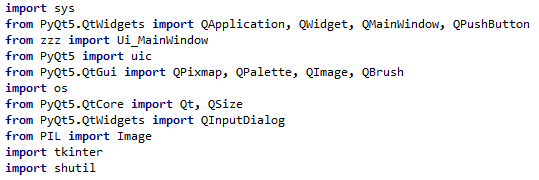 import sys
from PyQt5.QtWidgets import QApplication, QWidget, QMainWindow, QPushButton
from zzz import Ui_MainWindow
from PyQt5 import uic
from PyQt5.QtGui import QPixmap, QPalette, QImage, QBrush
import os
from PyQt5.QtCore import Qt, QSize
from PyQt5.QtWidgets import QInputDialog
from PIL import Image
import tkinter
import shutil